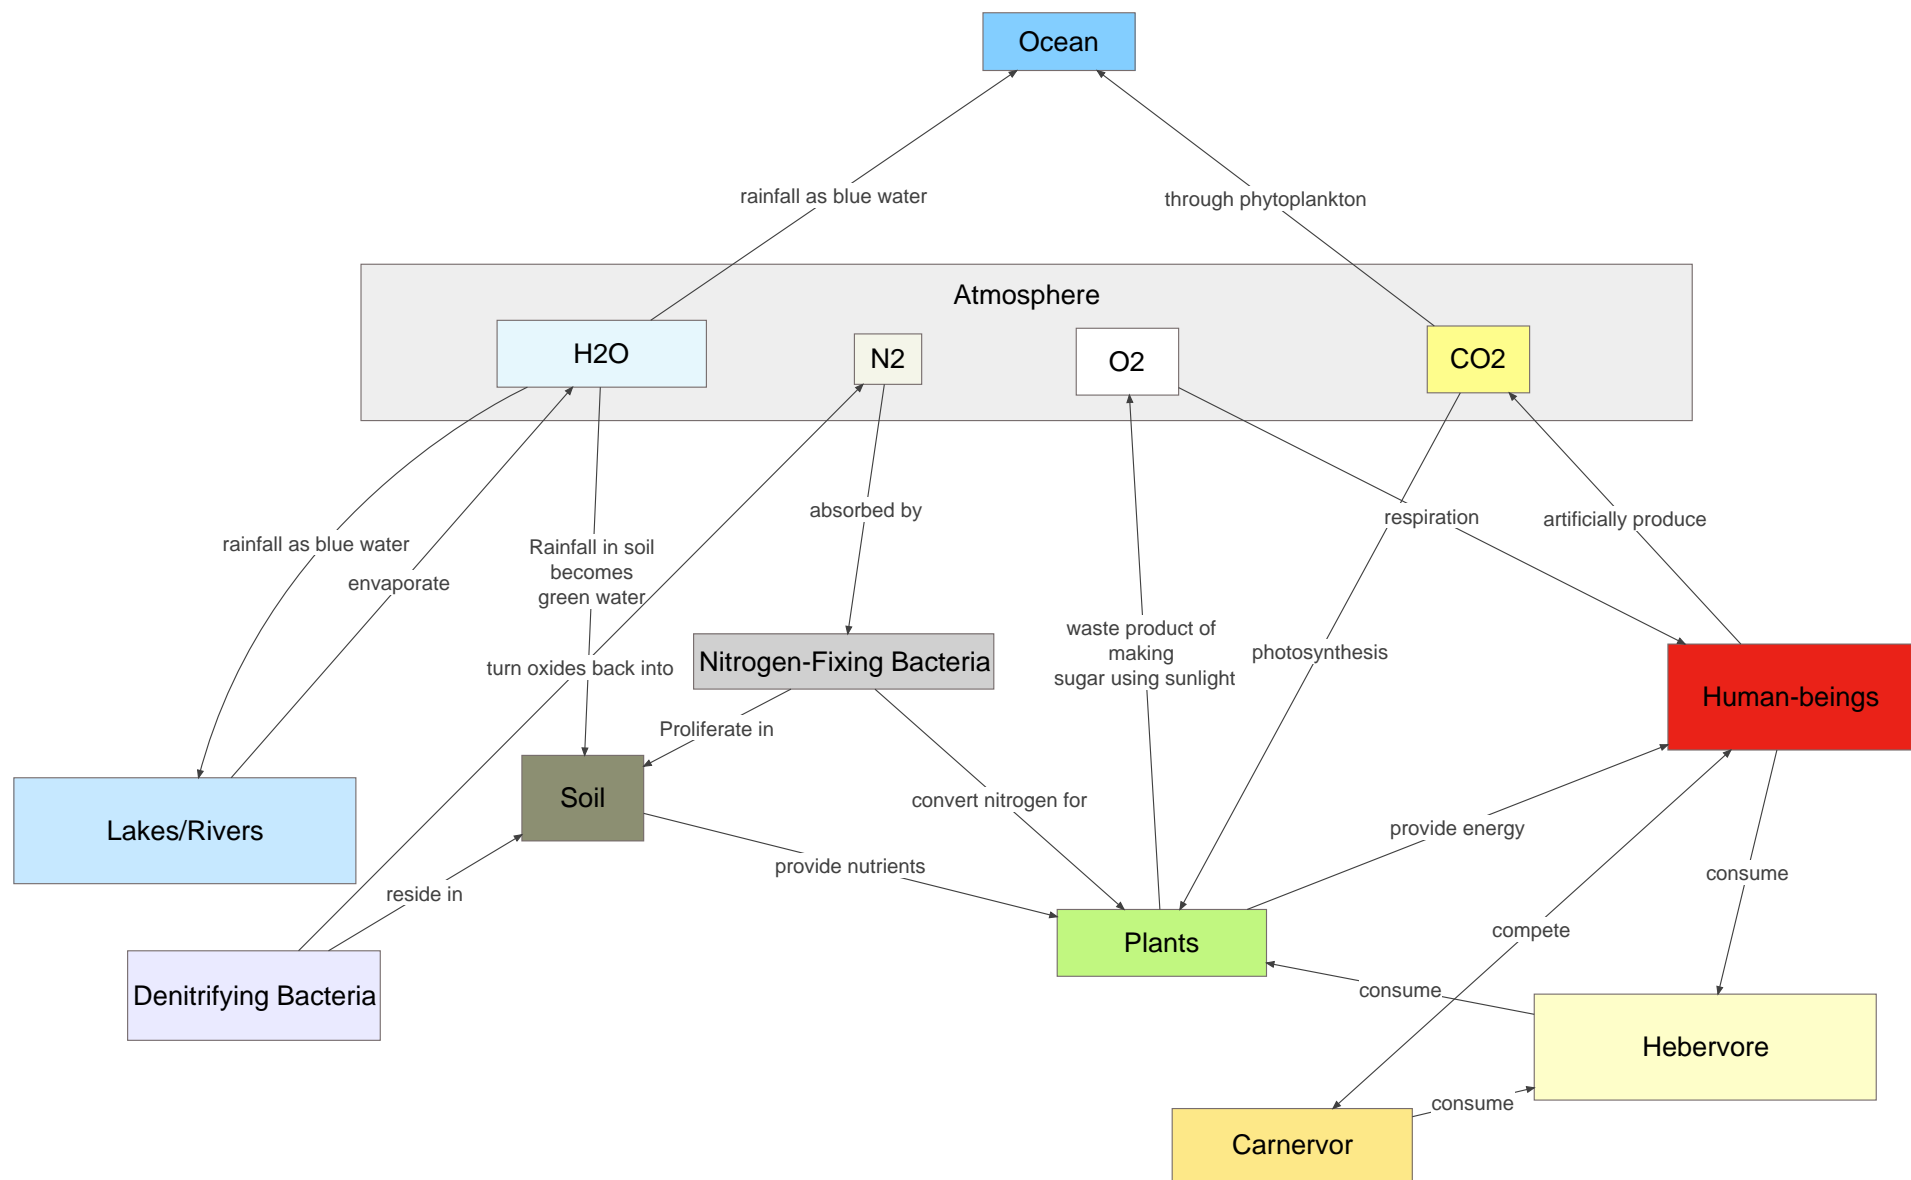 Ocean
rainfall as blue water
through phytoplankton
Atmosphere
H2O
N2
O2
CO2
absorbed by
respiration
artificially produce
rainfall as blue water
envaporate
Rainfall in soil
becomes
green water
turn oxides back into
Nitrogen-Fixing Bacteria
waste product of
making
sugar using sunlight
photosynthesis
Human-beings
Proliferate in
Soil
Lakes/Rivers
convert nitrogen for
provide energy
provide nutrients
consume
reside in
compete
Plants
Denitrifying Bacteria
consume
Hebervore
consume
Carnervor